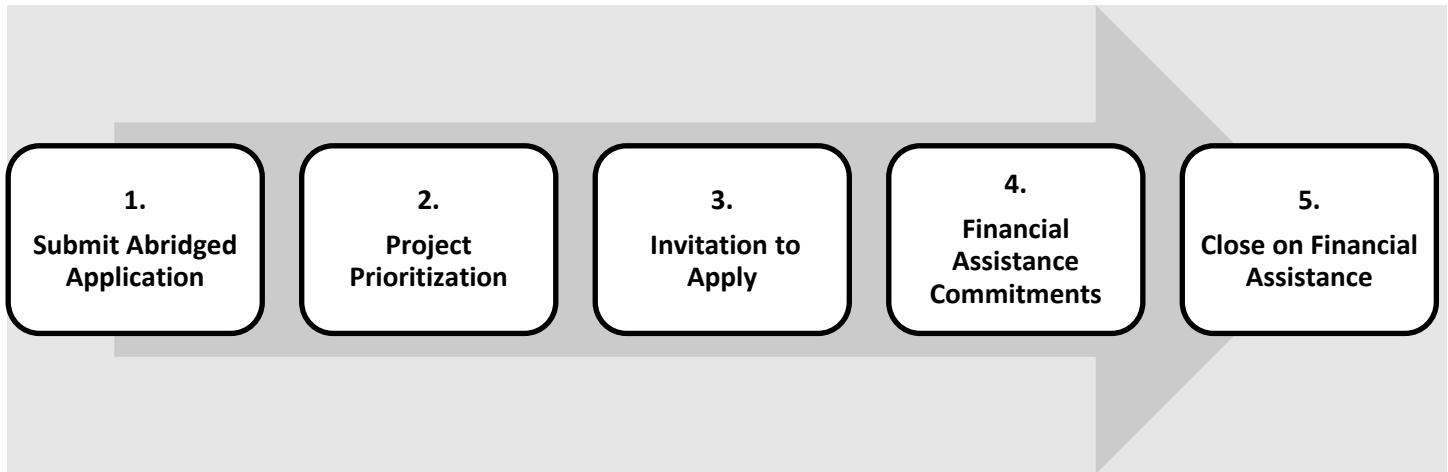 1.
Submit Abridged
Application
2.
Project
Prioritization
3.
Invitation to
Apply
4.
Financial
Assistance
Commitments
5.
Close on Financial
Assistance